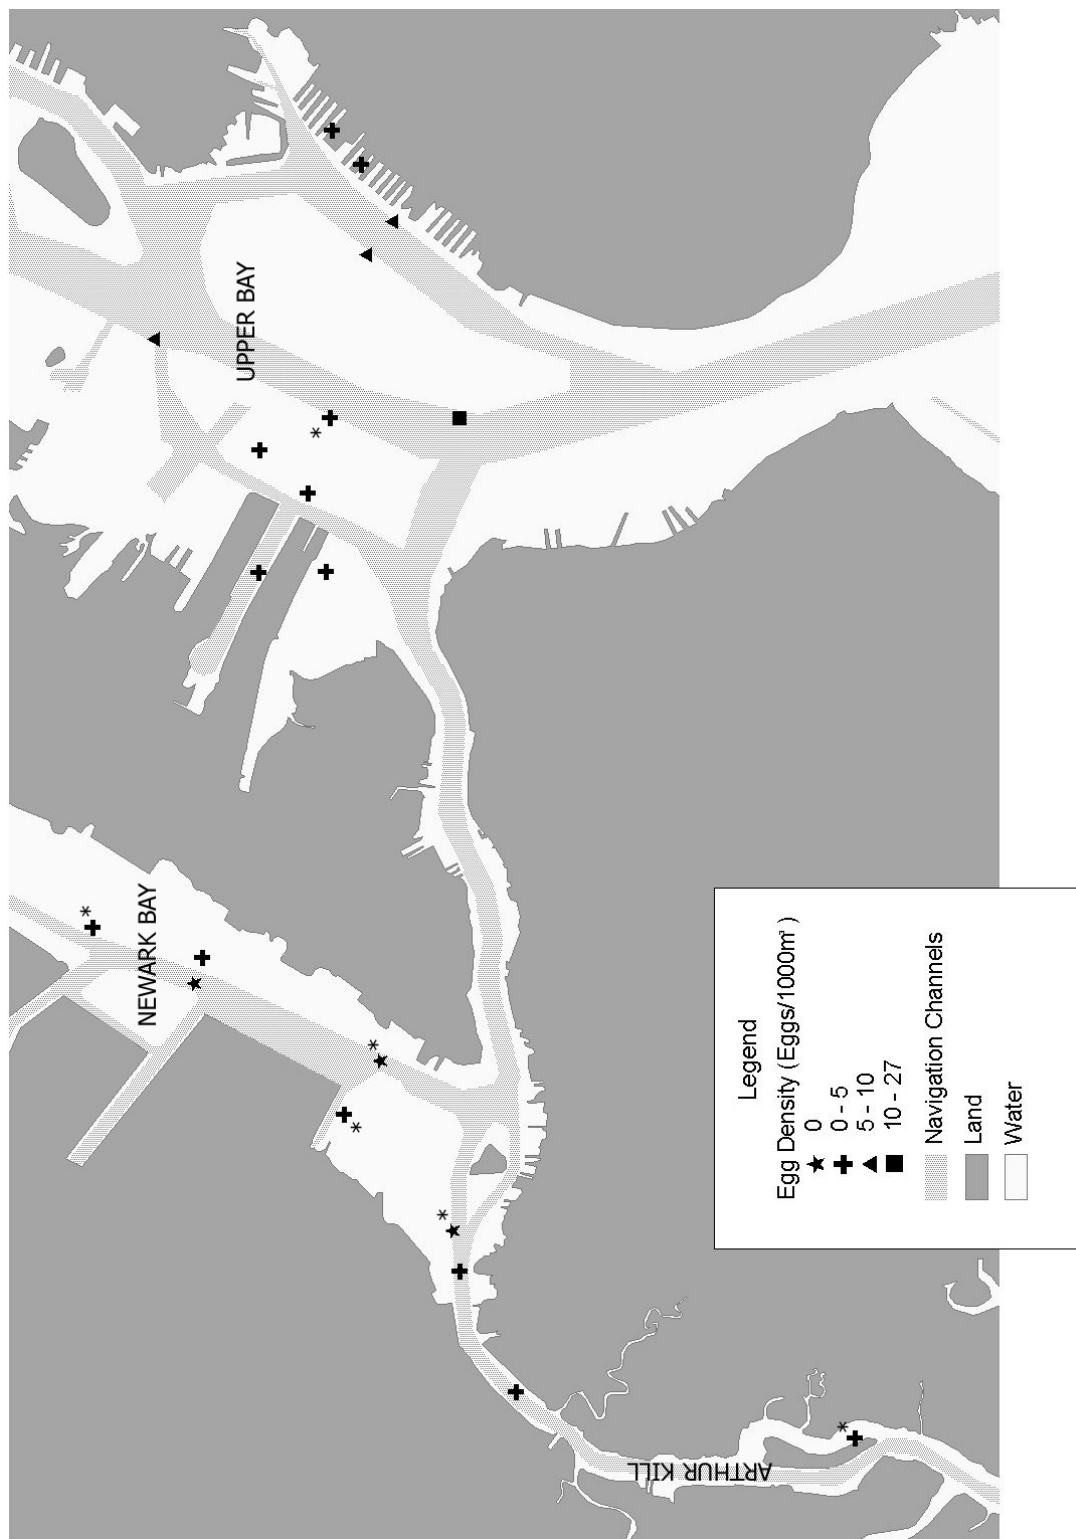 UPPER BAY
NEWARK BAY
ARTHUR KILL
Legend
Egg Density (Eggs/1000m³)
0
0 - 5
5 - 10
10 - 27
Navigation Channels
Land
Water